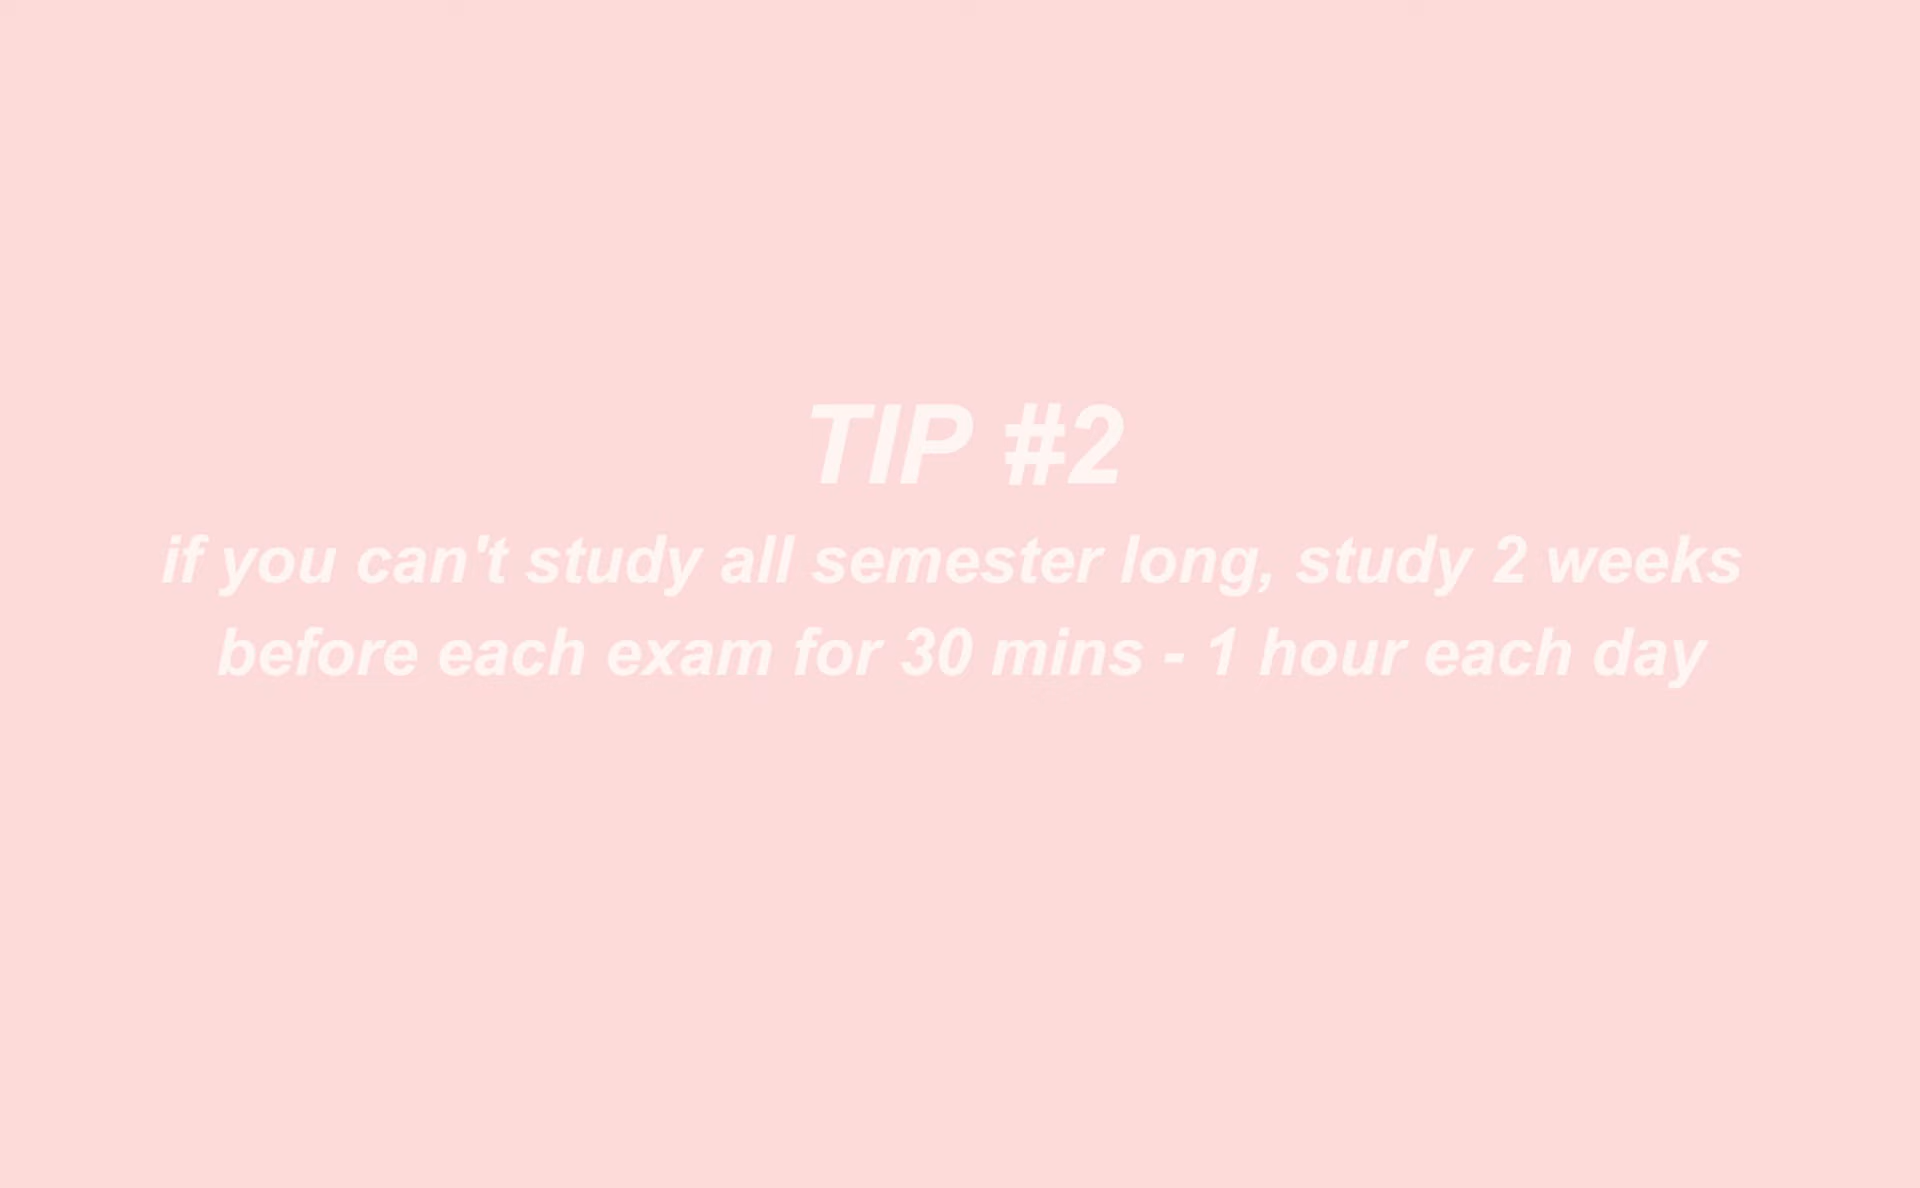 TIP #2
if you can't study all semester long, study 2 weeks
before each exam for 30 mins - 1 hour each day